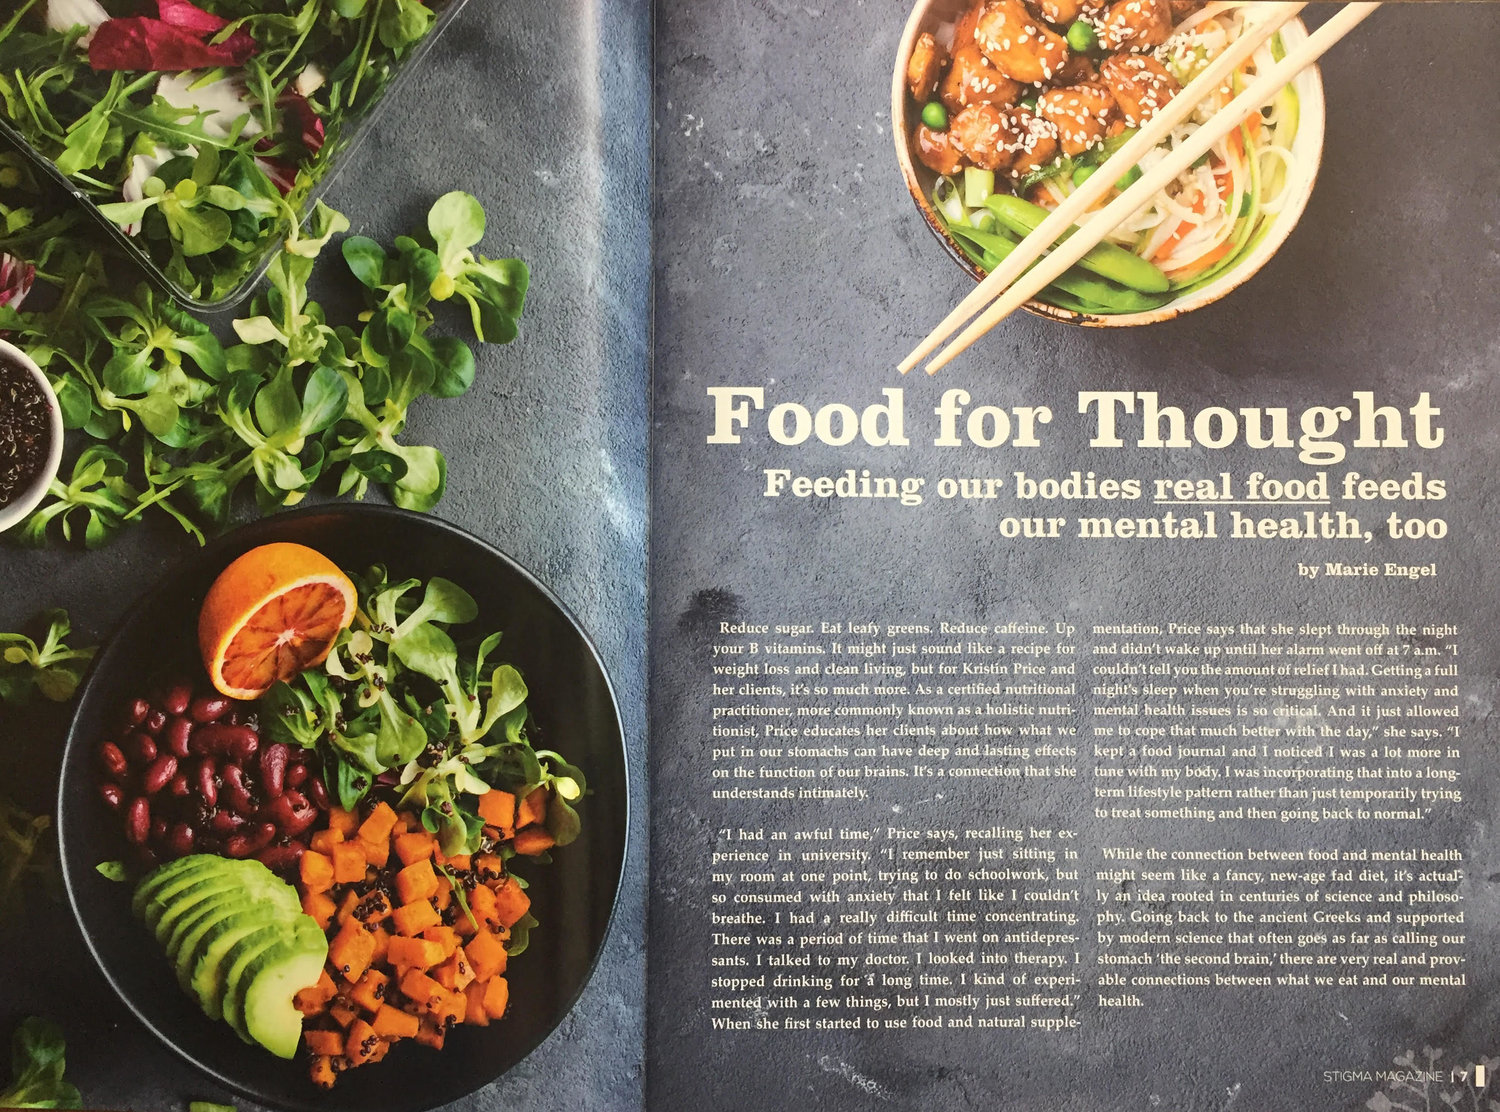 Food for Thought
Feeding our bodies real food feeds
our mental health, too
by Marie Engel
Reduce sugar. Eat leafy greens. Reduce caffeine. Up
your B vitamins. It might just sound like a recipe for
weight loss and clean living, but for Kristin Price and
her clients, it's so much more. As a certified nutritional
practitioner, more commonly known as a holistic nutri-
tionist, Price educates her clients about how what we
put in our stomachs can have deep and lasting effects
on the function of our brains. It's a connection that she
understands intimately.
"I had an awful time," Price says, recalling her ex-
perience in university. "I remember just sitting in
my room at one point, trying to do schoolwork, but
so consumed with anxiety that I felt like I couldn't
breathe. I had a really difficult time concentrating.
There was a period of time that I went on antidepres-
sants. I talked to my doctor. I looked into therapy. I
stopped drinking for a long time. I kind of experi-
mented with a few things, but I mostly just suffered."
When she first started to use food and natural supple-
mentation, Price says that she slept through the night
and didn't wake up until her alarm went off at 7 a.m. "I
couldn't tell you the amount of relief I had. Getting a full
night's sleep when you're struggling with anxiety and
mental health issues is so critical. And it just allowed
me to cope that much better with the day," she says. "I
kept a food journal and I noticed I was a lot more in
tune with my body. I was incorporating that into a long-
term lifestyle pattern rather than just temporarily trying
to treat something and then going back to normal."
While the connection between food and mental health
might seem like a fancy, new-age fad diet, it's actual-
ly an idea rooted in centuries of science and philoso-
phy. Going back to the ancient Greeks and supported
by modern science that often goes as far as calling our
stomach 'the second brain,' there are very real and prov-
able connections between what we eat and our mental
health.
STIGMA MAGAZINE | 7